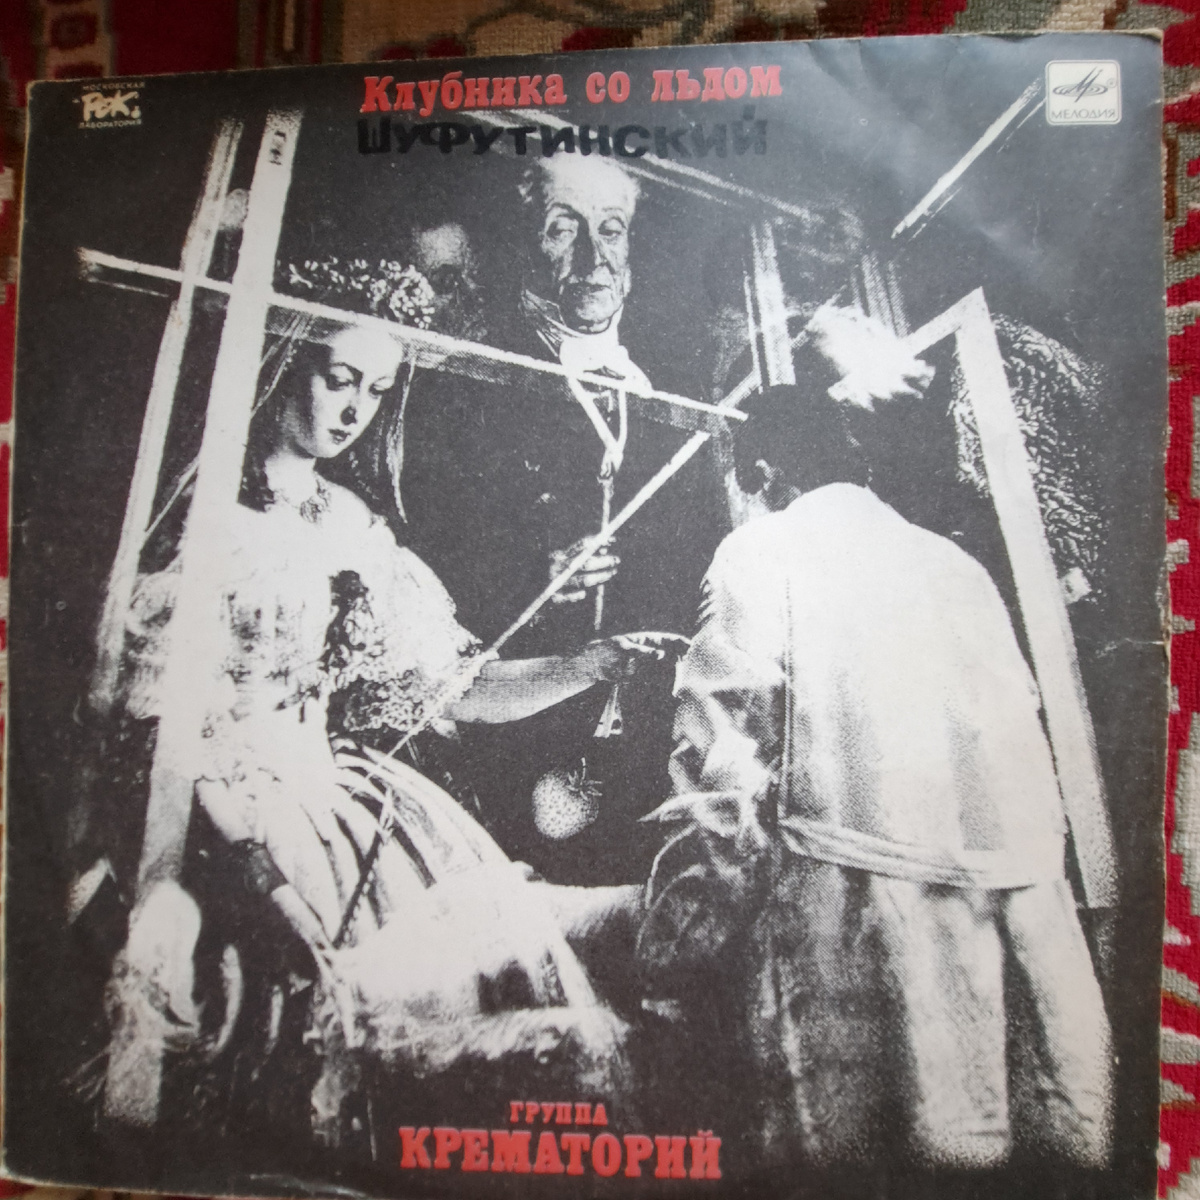 МОСКОВСКАЯ
РОК
ЛАБОРАТОРИЯ
Клубника со льдом
ШУФУТИНСКИЙ
МЕЛОДИЯ
ГРУППА
КРЕМАТОРИЙ